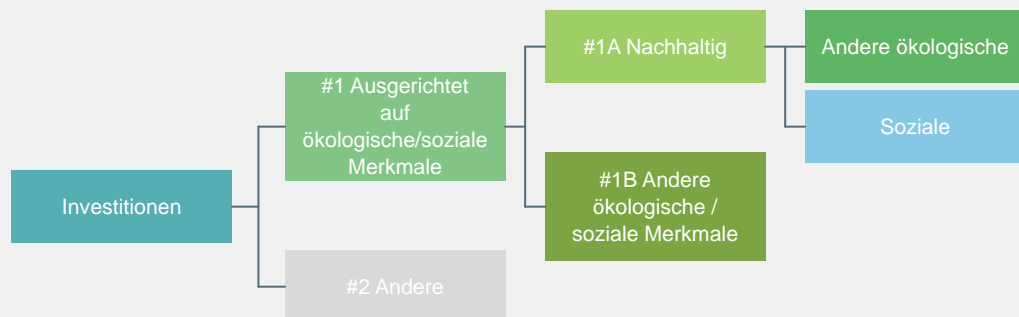 Investitionen
#1 Ausgerichtet
auf
ökologische/soziale
Merkmale
#2 Andere
#1A Nachhaltig
#1B Andere
ökologische /
soziale Merkmale
Andere ökologische
Soziale